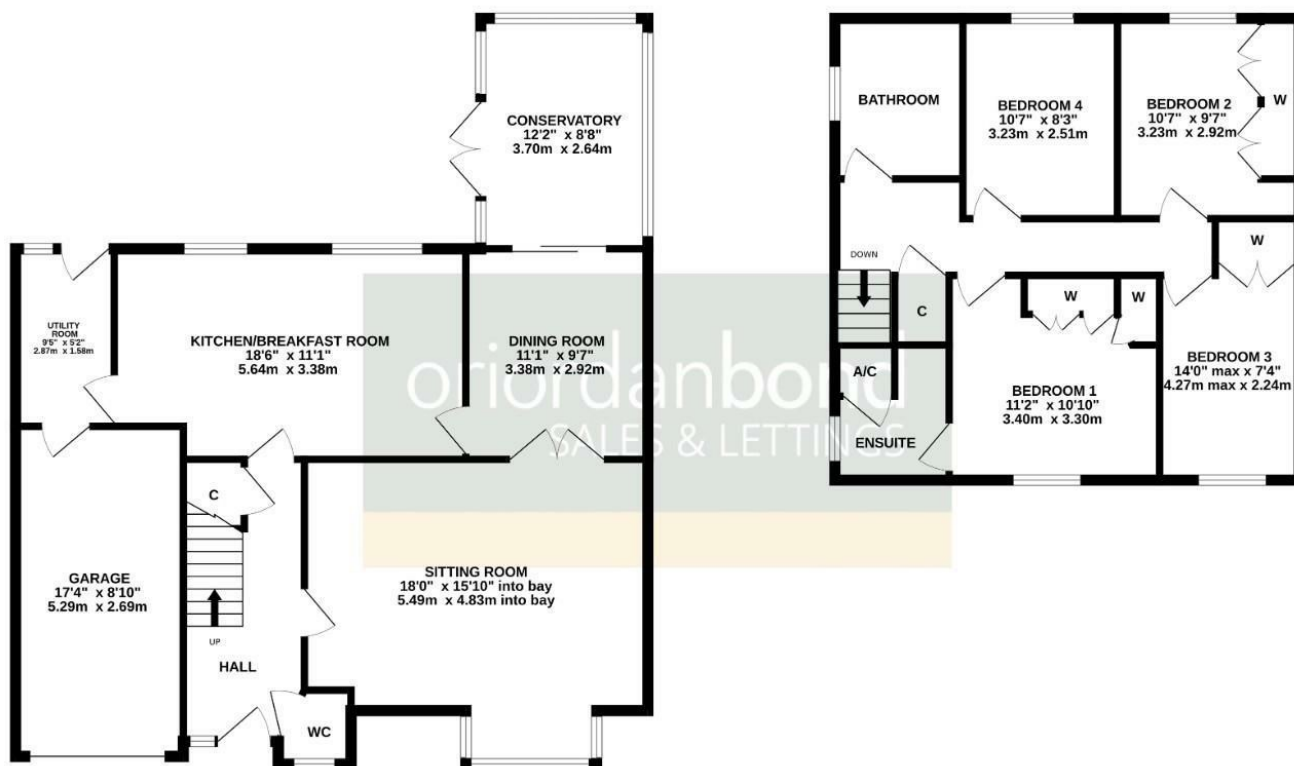 CONSERVATORY
12'2" x 8'8"
3.70m x 2.64m
UTILITY
ROOM
9'5" x 5'2"
2.87m x 1.58m
KITCHEN/BREAKFAST ROOM
18'6" x 11'1"
5.64m x 3.38m
DINING ROOM
11'1" x 9'7"
3.38m x 2.92m
C
GARAGE
17'4" x 8'10"
5.29m x 2.69m
UP
HALL
SITTING ROOM
18'0" x 15'10" into bay
5.49m x 4.83m into bay
WC
BATHROOM
BEDROOM 4
10'7" x 8'3"
3.23m x 2.51m
BEDROOM 2
10'7" x 9'7"
3.23m x 2.92m
W
DOWN
C
W
W
W
A/C
ENSUITE
BEDROOM 1
11'2" x 10'10"
3.40m x 3.30m
BEDROOM 3
14'0" max x 7'4"
4.27m max x 2.24m
oriordanbond
SALES & LETTINGS